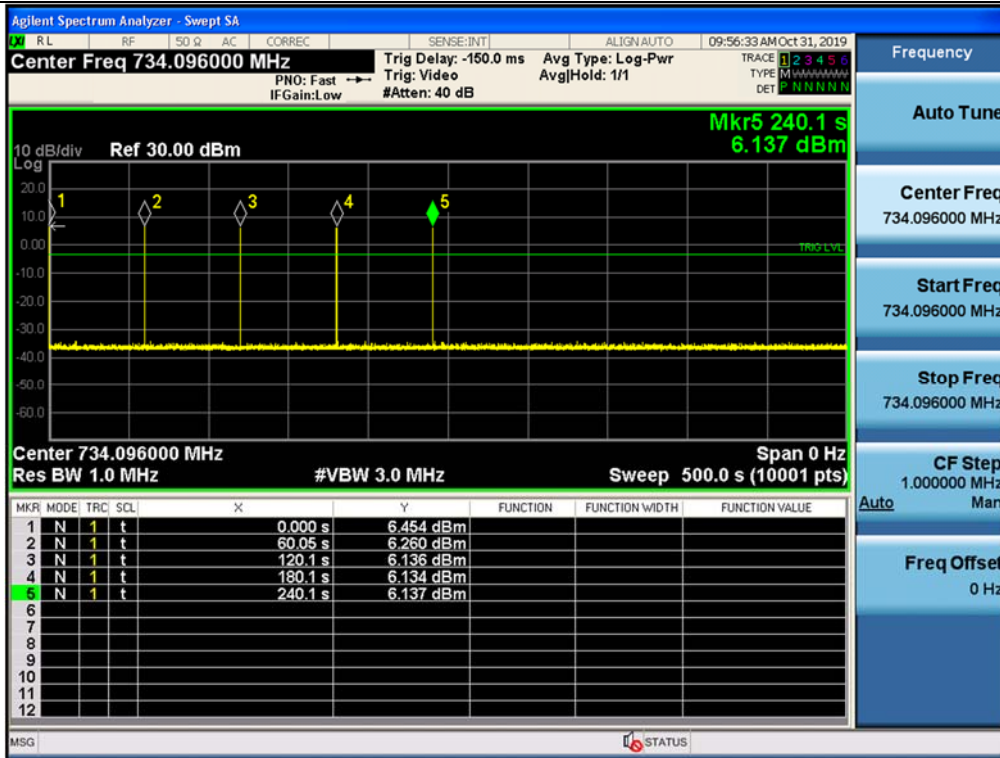 Agilent Spectrum Analyzer - Swept SA
LXI RL RF 50 Ω AC CORREC SENSE:INT ALIGN AUTO 09:56:33 AM Oct 31, 2019
Center Freq 734.096000 MHz
PNO: Fast
IFGain:Low
Trig Delay: -150.0 ms
Trig: Video
#Atten: 40 dB
Avg Type: Log-Pwr
Avg|Hold: 1/1
TRACE 1 2 3 4 5 6
TYPE M
DET P N N N N N
Mkr5 240.1 s
6.137 dBm
10 dB/div Ref 30.00 dBm
Log
20.0
10.0
0.00
-10.0
-20.0
-30.0
-40.0
-50.0
-60.0
1 2 3 4 5
TRIG LVL
Center 734.096000 MHz Span 0 Hz
Res BW 1.0 MHz #VBW 3.0 MHz Sweep 500.0 s (10001 pts)
MKR MODE TRC SCL X Y FUNCTION FUNCTION WIDTH FUNCTION VALUE
1 N 1 t 0.000 s 6.454 dBm
2 N 1 t 60.05 s 6.260 dBm
3 N 1 t 120.1 s 6.136 dBm
4 N 1 t 180.1 s 6.134 dBm
5 N 1 t 240.1 s 6.137 dBm
6
7
8
9
10
11
12
MSG STATUS
Frequency
Auto Tune
Center Freq
734.096000 MHz
Start Freq
734.096000 MHz
Stop Freq
734.096000 MHz
CF Step
1.000000 MHz
Auto Man
Freq Offset
0 Hz